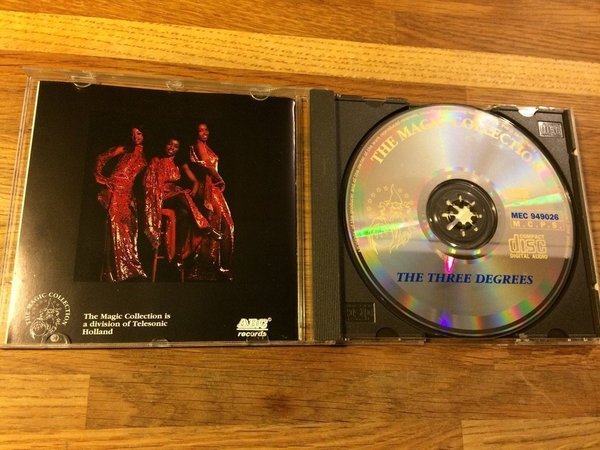 THE MAGIC COLLECTION
The Magic Collection is
a division of Telesonic
Holland
ARC
records
THE MAGIC COLLECTIO
MEC 949026
M.C.P.S.
COMPACT
disc
DIGITAL AUDIO
THE THREE DEGREES